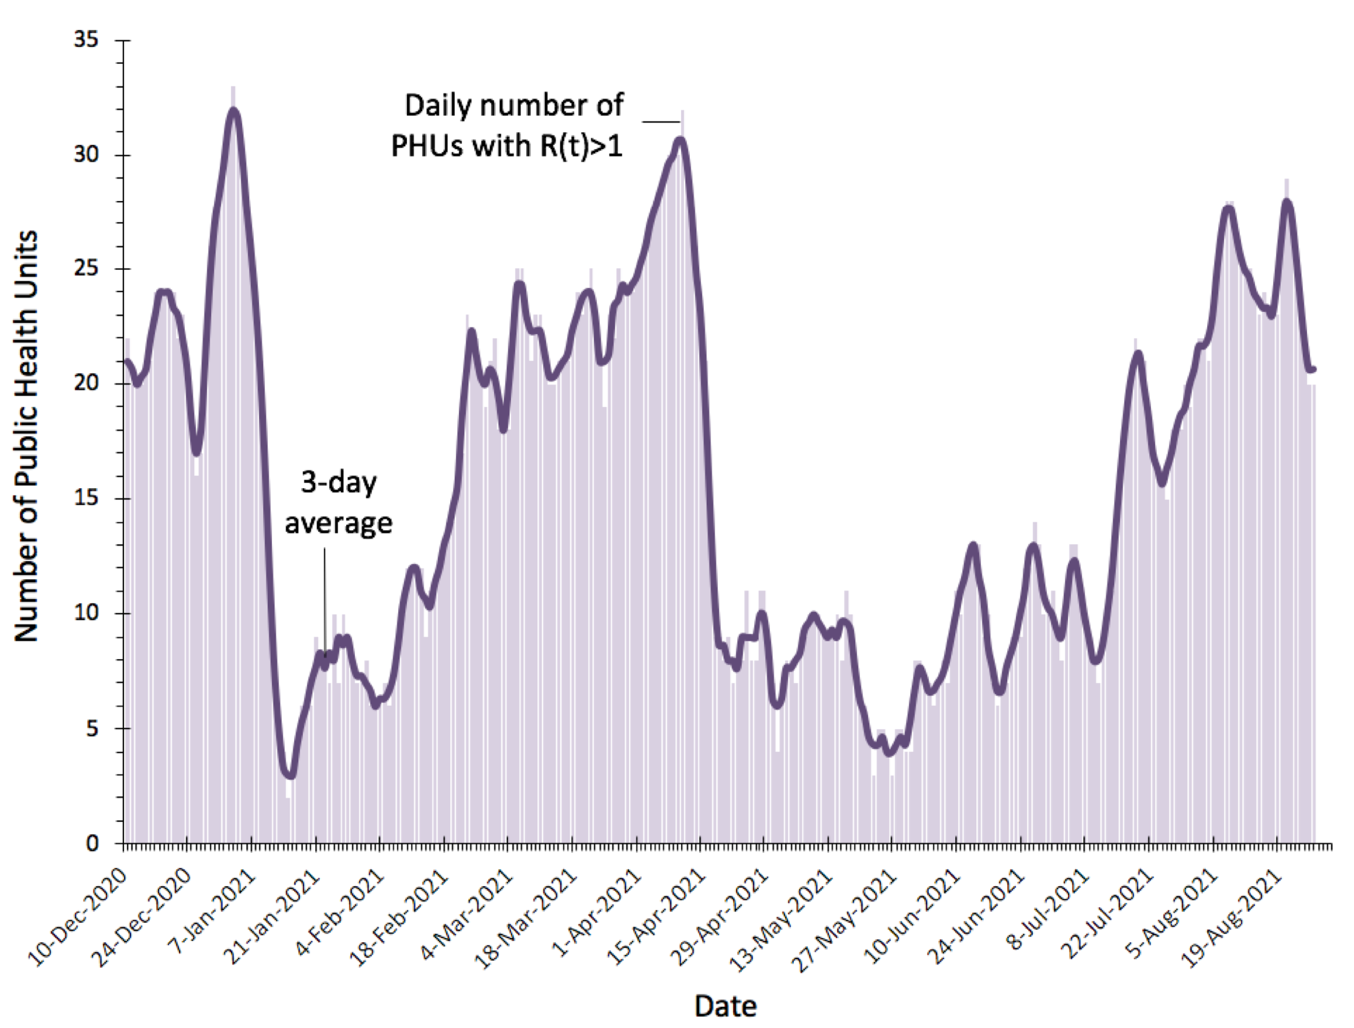 Number of Public Health Units
35
30
25
20
15
10
5
0
Daily number of
PHUs with R(t)>1
3-day
average
10-Dec-2020
24-Dec-2020
7-Jan-2021
21-Jan-2021
4-Feb-2021
18-Feb-2021
4-Mar-2021
18-Mar-2021
1-Apr-2021
15-Apr-2021
29-Apr-2021
13-May-2021
27-May-2021
10-Jun-2021
24-Jun-2021
8-Jul-2021
22-Jul-2021
5-Aug-2021
19-Aug-2021
Date